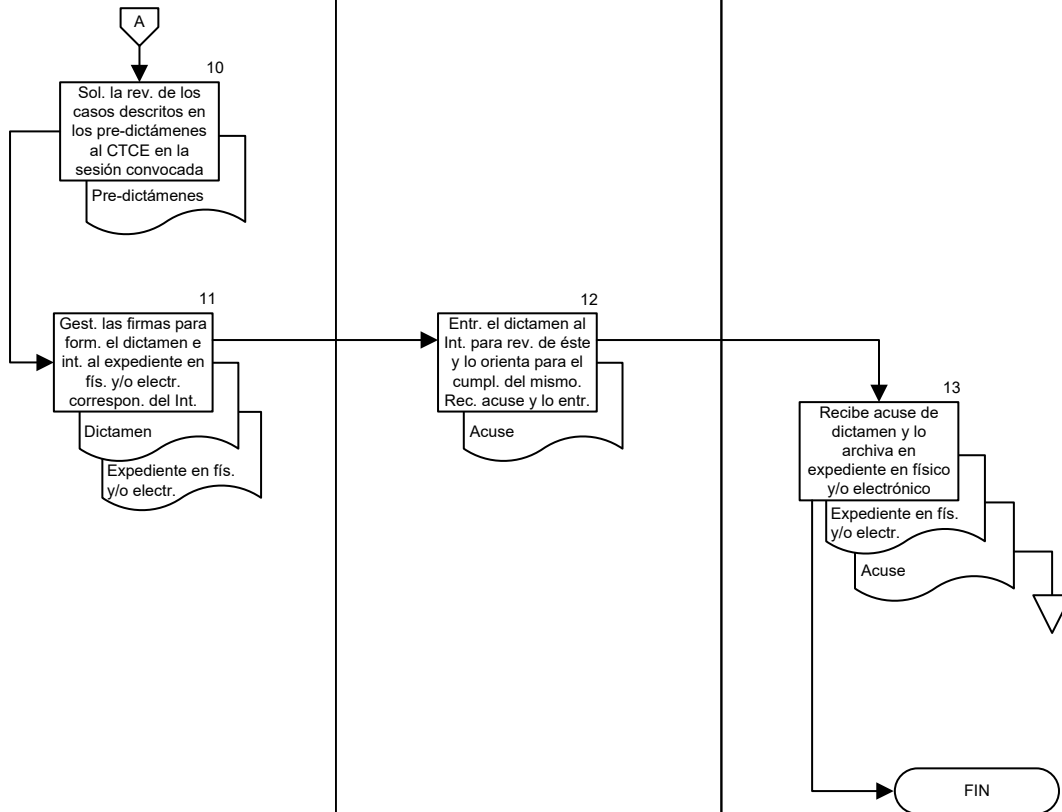 A
10
Sol. la rev. de los
casos descritos en
los pre-dictámenes
al CTCE en la
sesión convocada
Pre-dictámenes
11
Gest. las firmas para
form. el dictamen e
int. al expediente en
fís. y/o electr.
correspon. del Int.
Dictamen
Expediente en fís.
y/o electr.
12
Entr. el dictamen al
Int. para rev. de éste
y lo orienta para el
cumpl. del mismo.
Rec. acuse y lo entr.
Acuse
13
Recibe acuse de
dictamen y lo
archiva en
expediente en físico
y/o electrónico
Expediente en fís.
y/o electr.
Acuse
FIN